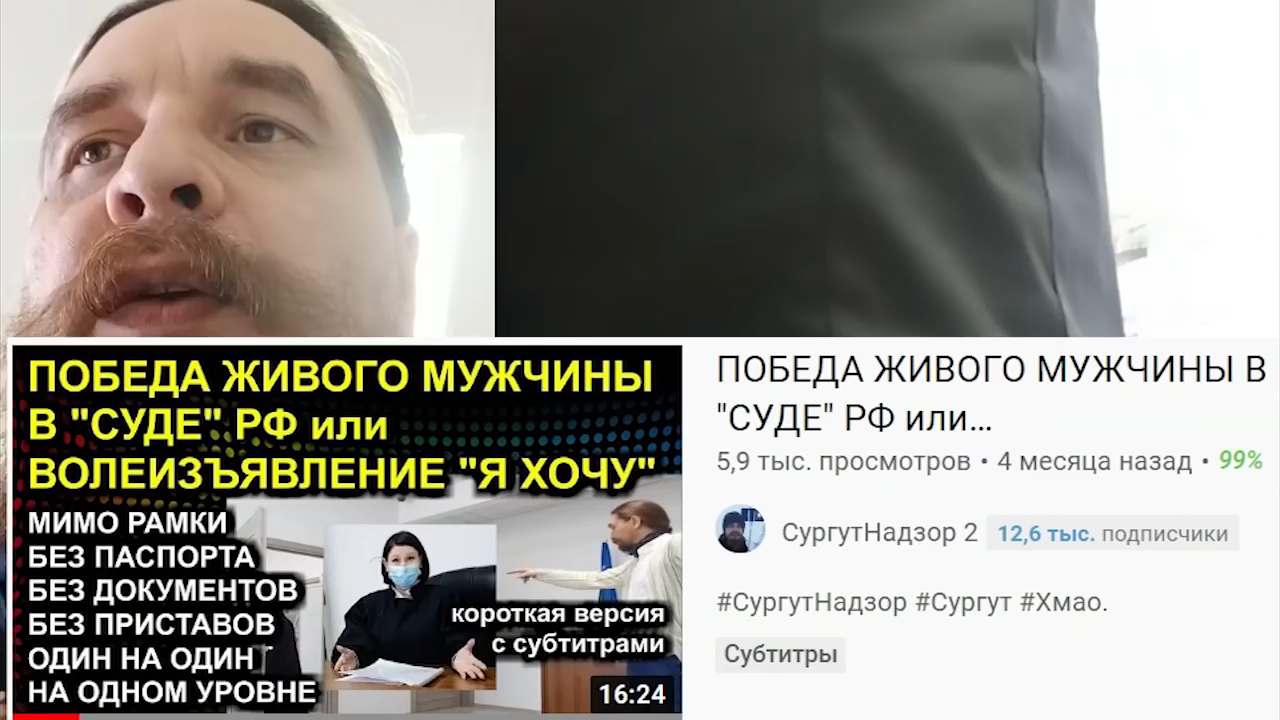 ПОБЕДА ЖИВОГО МУЖЧИНЫ
В "СУДЕ" РФ или
ВОЛЕИЗЪЯВЛЕНИЕ "Я ХОЧУ"
МИМО РАМКИ
БЕЗ ПАСПОРТА
БЕЗ ДОКУМЕНТОВ
БЕЗ ПРИСТАВОВ
ОДИН НА ОДИН
НА ОДНОМ УРОВНЕ
короткая версия
с субтитрами
16:24
ПОБЕДА ЖИВОГО МУЖЧИНЫ В
"СУДЕ" РФ или...
5,9 тыс. просмотров • 4 месяца назад • 99%
СургутНадзор 2 12,6 тыс. подписчики
#СургутНадзор #Сургут #Хмао.
Субтитры